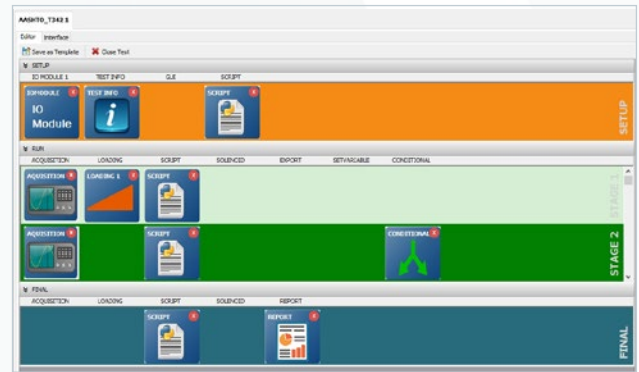 AASHTO_T342 1
Editor Interface
Save as Template Close Test
SETUP
IO MODULE 1 TEST INFO GLE SCRIPT
IOMODULE TEST INFO SCRIPT
IO
Module
SETUP
RUN
ACQUISITION LOADING SCRIPT SOLENOID EXPORT SETVARIABLE CONDITIONAL
AQUISITION LOADING 1 SCRIPT
STAGE 1
AQUISITION SCRIPT CONDITIONAL
STAGE 2
FINAL
ACQUISITION LOADING SCRIPT SOLENOID REPORT
SCRIPT REPORT
FINAL